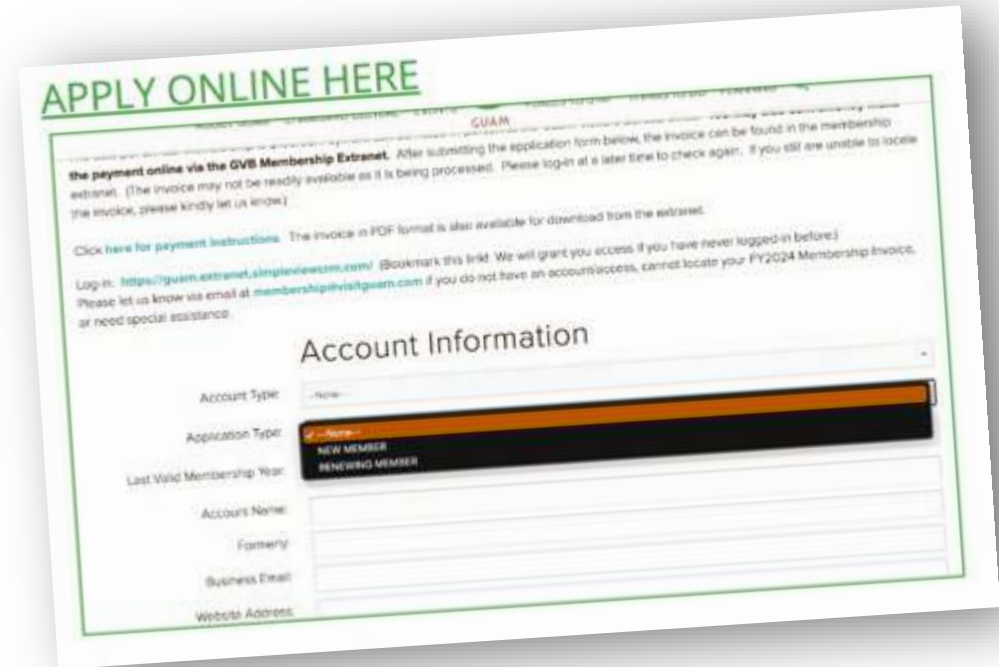 APPLY ONLINE HERE
GUAM
the payment online via the GVB Membership Extranet. After submitting the application form below, the invoice can be found in the membership
extranet. (The invoice may not be readily available as it is being processed. Please log-in at a later time to check again. If you still are unable to locate
the invoice, please kindly let us know.)
Click here for payment instructions. The invoice in PDF format is also available for download from the extranet.
Log-in: https://guam.extranet.simpleviewcrm.com/ (Bookmark this link! We will grant you access if you have never logged-in before.)
Please let us know via email at membership@visitguam.com if you do not have an account/access, cannot locate your FY2024 Membership Invoice,
or need special assistance.
Account Information
Account Type: --None--
Application Type: ✓ --None--
NEW MEMBER
RENEWING MEMBER
Last Valid Membership Year:
Account Name:
Formerly:
Business Email:
Website Address: